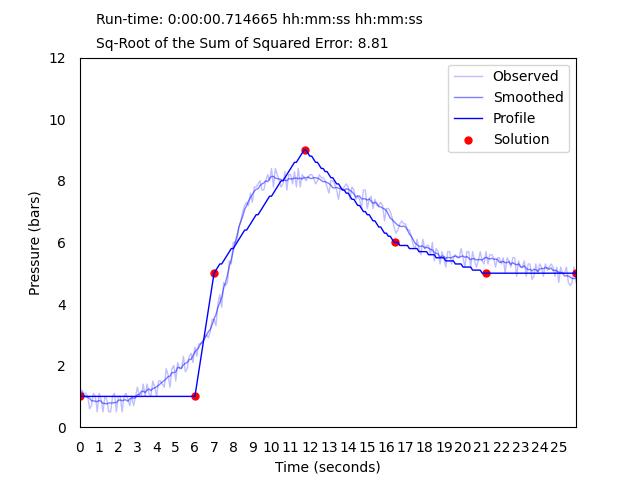 Run-time: 0:00:00.714665 hh:mm:ss hh:mm:ss
Sq-Root of the Sum of Squared Error: 8.81
12
10
8
6
4
2
0
Pressure (bars)
Observed
Smoothed
Profile
Solution
0 1 2 3 4 5 6 7 8 9 10 11 12 13 14 15 16 17 18 19 20 21 22 23 24 25
Time (seconds)